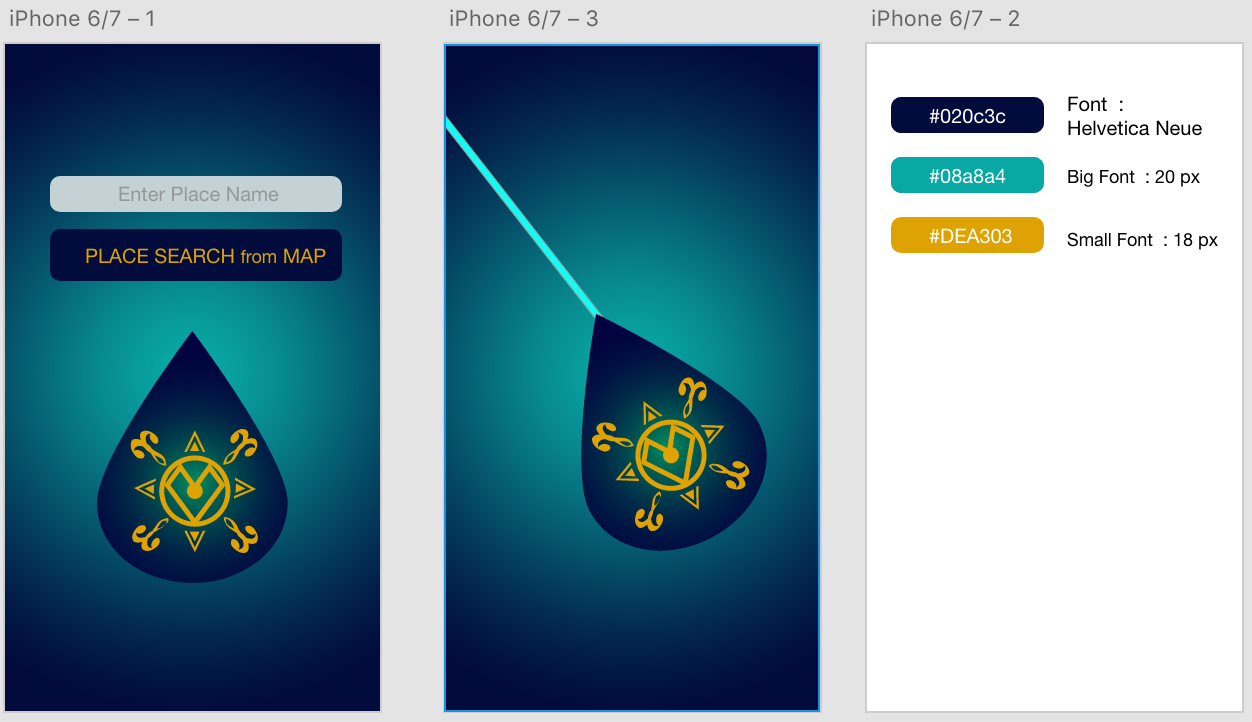 iPhone 6/7 – 1
Enter Place Name
PLACE SEARCH from MAP
iPhone 6/7 – 3
iPhone 6/7 – 2
#020c3c
Font :
Helvetica Neue
#08a8a4
Big Font : 20 px
#DEA303
Small Font : 18 px